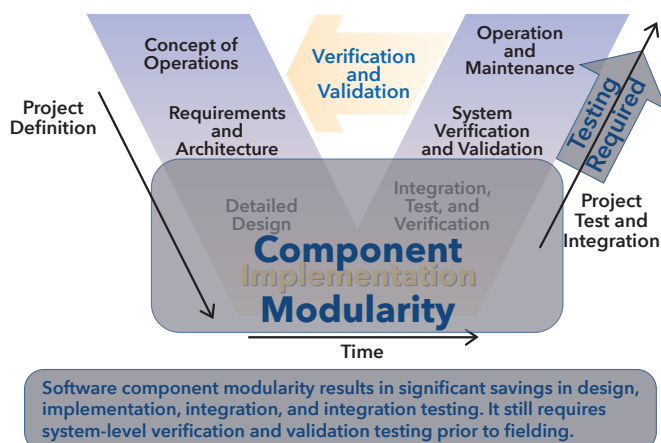 Concept of
Operations
Verification
and
Validation
Operation
and
Maintenance
Testing
Required
Project
Definition
Requirements
and
Architecture
System
Verification
and Validation
Detailed
Design
Integration,
Test, and
Verification
Project
Test and
Integration
Component
Implementation
Modularity
Time
Software component modularity results in significant savings in design,
implementation, integration, and integration testing. It still requires
system-level verification and validation testing prior to fielding.